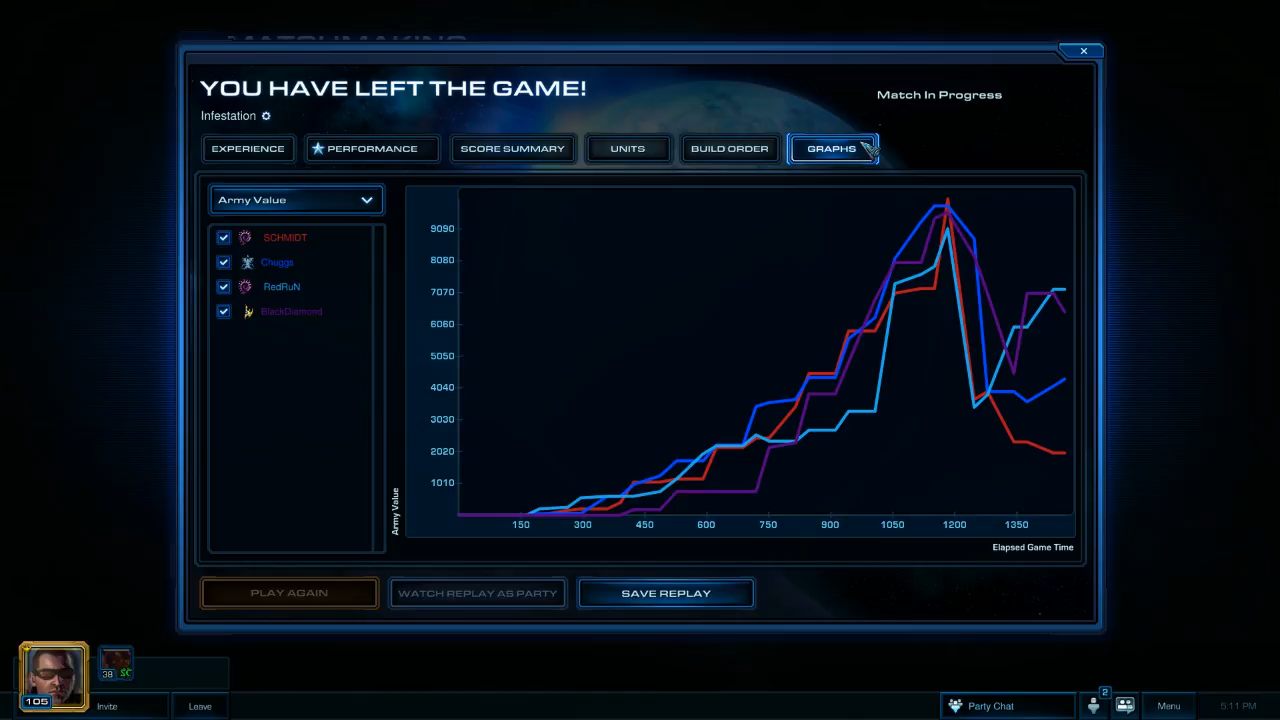 YOU HAVE LEFT THE GAME!
Match In Progress
Infestation
EXPERIENCE
PERFORMANCE
SCORE SUMMARY
UNITS
BUILD ORDER
GRAPHS
Army Value
SCHMIDT
Chuggs
RedRuN
BlackDiamond
9090
8080
7070
6060
5050
4040
3030
2020
1010
Army Value
150 300 450 600 750 900 1050 1200 1350
Elapsed Game Time
PLAY AGAIN
WATCH REPLAY AS PARTY
SAVE REPLAY
38 SC
105
Invite
Leave
Party Chat
2
Menu
5:11 PM